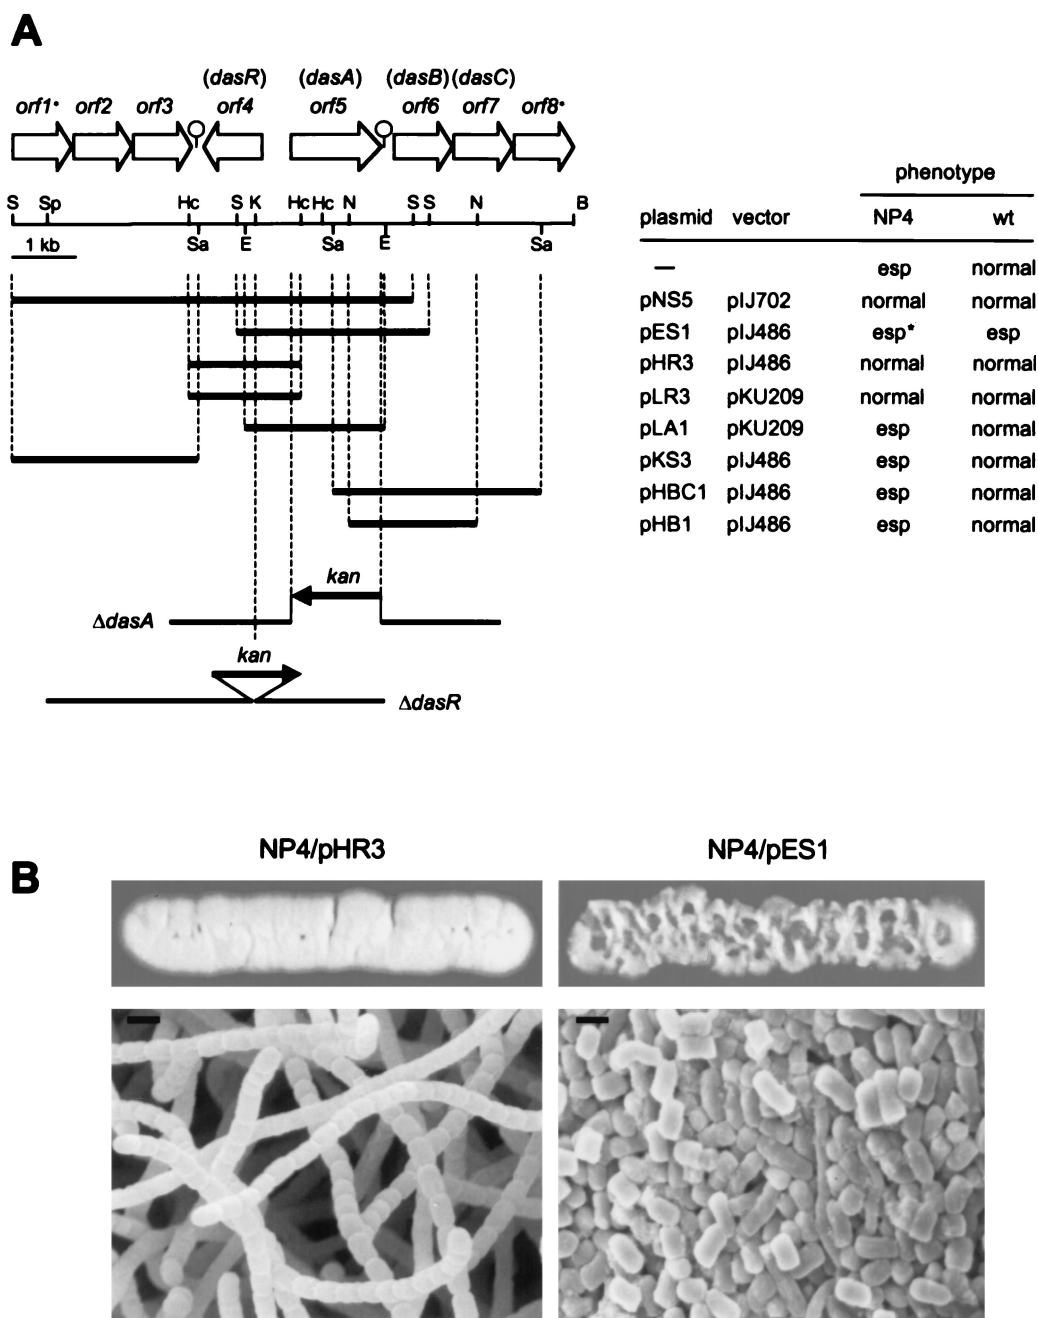 A
(dasR) (dasA) (dasB) (dasC)
orf1• orf2 orf3 orf4 orf5 orf6 orf7 orf8•
S Sp Hc S K Hc Hc N S S N B
Sa E Sa E Sa
1 kb
phenotype
plasmid vector NP4 wt
— esp normal
pNS5 pIJ702 normal normal
pES1 pIJ486 esp* esp
pHR3 pIJ486 normal normal
pLR3 pKU209 normal normal
pLA1 pKU209 esp normal
pKS3 pIJ486 esp normal
pHBC1 pIJ486 esp normal
pHB1 pIJ486 esp normal
kan
ΔdasA
kan
ΔdasR
B
NP4/pHR3 NP4/pES1